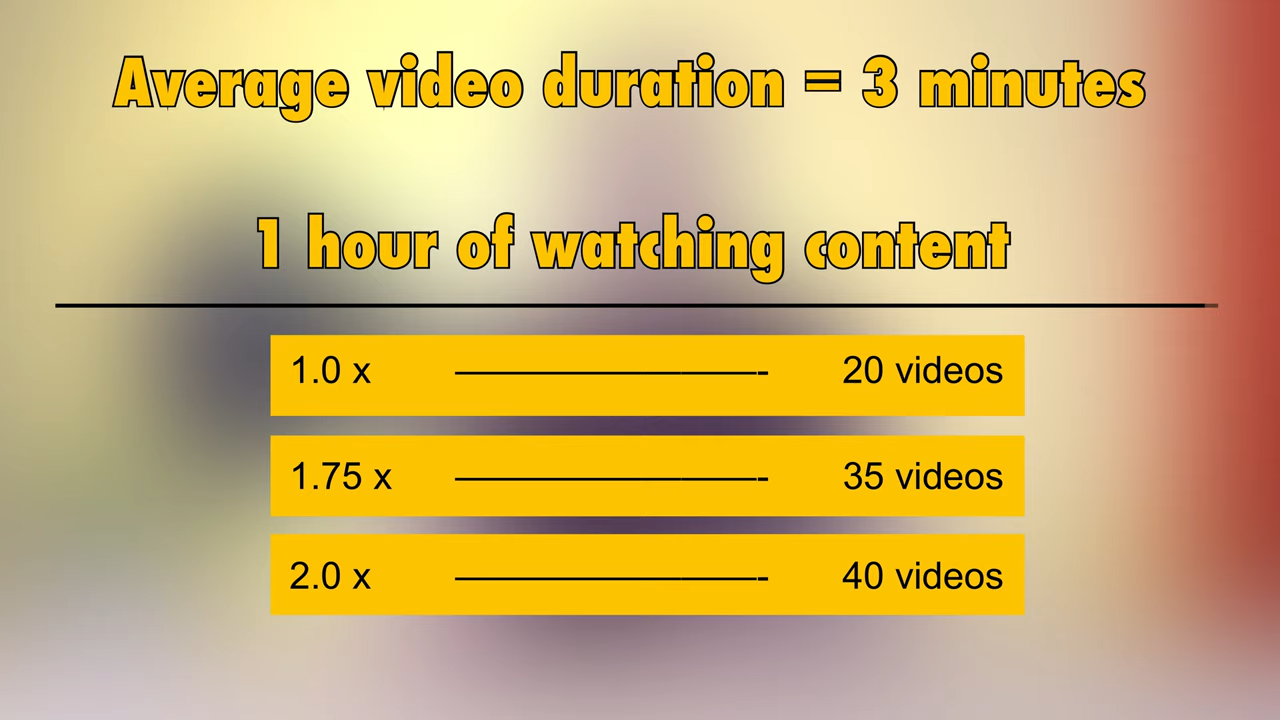 Average video duration = 3 minutes
1 hour of watching content
1.0 x ——————————- 20 videos
1.75 x ——————————- 35 videos
2.0 x ——————————- 40 videos